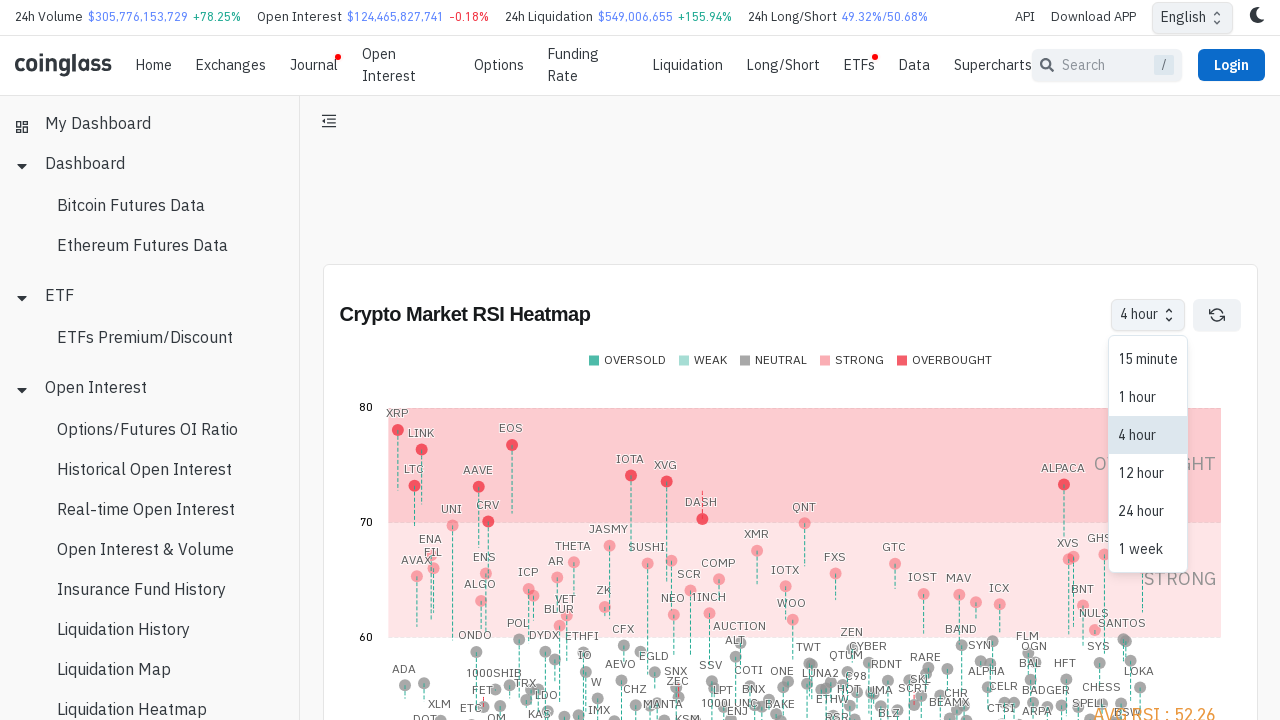 24h Volume $305,776,153,729 +78.25% Open Interest $124,465,827,741 -0.18% 24h Liquidation $549,006,655 +155.94% 24h Long/Short 49.32%/50.68% API Download APP English
coinglass Home Exchanges Journal Open Interest Options Funding Rate Liquidation Long/Short ETFs Data Supercharts Search / Login
My Dashboard
Dashboard
Bitcoin Futures Data
Ethereum Futures Data
ETF
ETFs Premium/Discount
Open Interest
Options/Futures OI Ratio
Historical Open Interest
Real-time Open Interest
Open Interest & Volume
Insurance Fund History
Liquidation History
Liquidation Map
Liquidation Heatmap
Crypto Market RSI Heatmap 4 hour
15 minute
1 hour
4 hour
12 hour
24 hour
1 week
OVERSOLD WEAK NEUTRAL STRONG OVERBOUGHT
80
XRP
LINK EOS
IOTA XVG ALPACA
LTC AAVE
CRV DASH QNT
UNI
70
JASMY XMR
ENA THETA SUSHI GTC XVS
FIL
AVAX ENS AR COMP FXS STRONG
ICP SCR IOTX IOST MAV
ALGO ZK ICX BNT
VET NEO 1INCH WOO
BLUR NULS
POL AUCTION BAND SANTOS
60
ONDO DYDX ETHFI CFX ALI ZEN FLM
TWT CYBER SYN OGN SYS
IO EGLD QTUM RARE
ADA AEVO SSV RDNT BAL HFT
1000SHIB SNX COTI ONE LUNA2 C98 ALPHA LOKA
TRX W ZEC SKL
FET LDO CHZ LPT BNX HOT UMA SCRT CHR CELR BADGER CHESS
XLM ETC MANTA 1000LUNC BAKE ETHW BEAMX SPELL
DOT OM KAS IMX KSM ENJ BLZ CTSI ARPA BSW
AVG RSI : 52.26